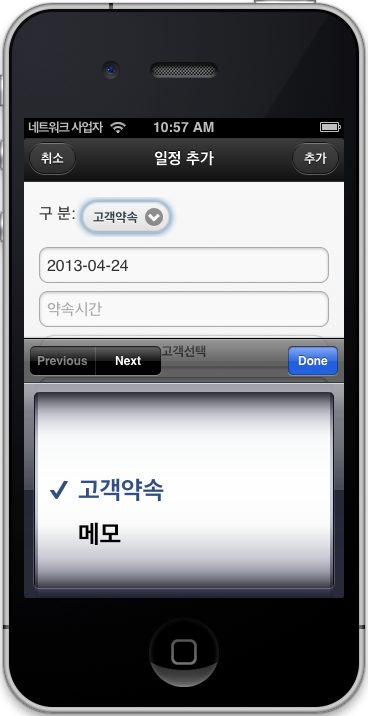 네트워크 사업자 10:57 AM
취소 일정 추가 추가
구 분: 고객약속
2013-04-24
약속시간
Previous Next 고객선택 Done
✓ 고객약속
메모